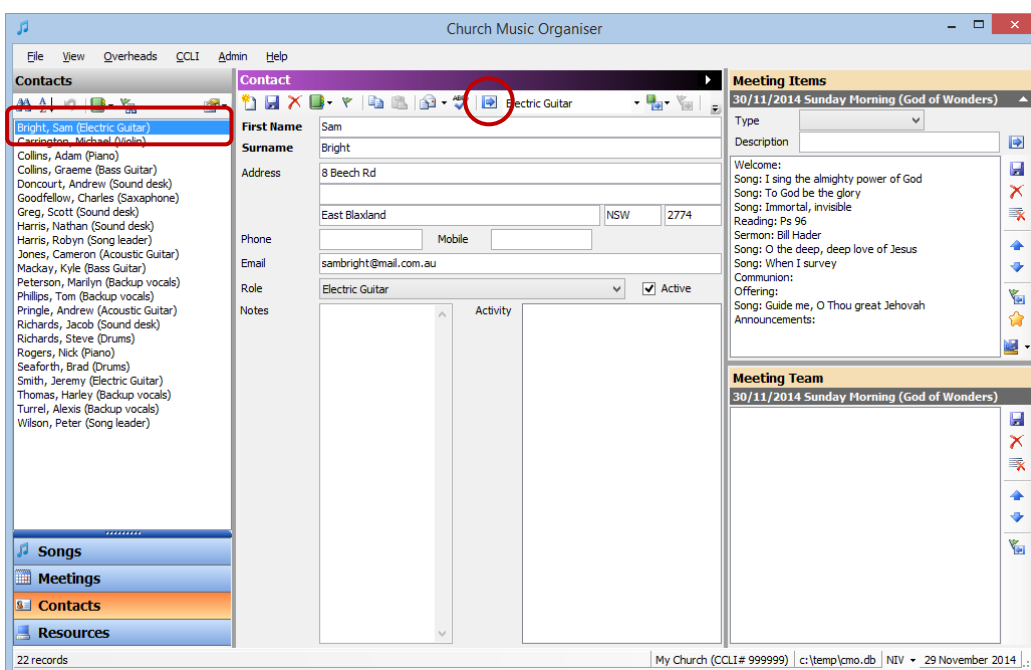 Church Music Organiser
File View Overheads CCLI Admin Help
Contacts
Bright, Sam (Electric Guitar)
Carrington, Michael (Violin)
Collins, Adam (Piano)
Collins, Graeme (Bass Guitar)
Doncourt, Andrew (Sound desk)
Goodfellow, Charles (Saxaphone)
Greg, Scott (Sound desk)
Harris, Nathan (Sound desk)
Harris, Robyn (Song leader)
Jones, Cameron (Acoustic Guitar)
Mackay, Kyle (Bass Guitar)
Peterson, Marilyn (Backup vocals)
Phillips, Tom (Backup vocals)
Pringle, Andrew (Acoustic Guitar)
Richards, Jacob (Sound desk)
Richards, Steve (Drums)
Rogers, Nick (Piano)
Seaforth, Brad (Drums)
Smith, Jeremy (Electric Guitar)
Thomas, Harley (Backup vocals)
Turrel, Alexis (Backup vocals)
Wilson, Peter (Song leader)
Songs
Meetings
Contacts
Resources
Contact
Electric Guitar
First Name Sam
Surname Bright
Address 8 Beech Rd
East Blaxland NSW 2774
Phone Mobile
Email sambright@mail.com.au
Role Electric Guitar Active
Notes Activity
Meeting Items
30/11/2014 Sunday Morning (God of Wonders)
Type
Description
Welcome:
Song: I sing the almighty power of God
Song: To God be the glory
Song: Immortal, invisible
Reading: Ps 96
Sermon: Bill Hader
Song: O the deep, deep love of Jesus
Song: When I survey
Communion:
Offering:
Song: Guide me, O Thou great Jehovah
Announcements:
Meeting Team
30/11/2014 Sunday Morning (God of Wonders)
22 records My Church (CCLI# 999999) c:\temp\cmo.db NIV 29 November 2014